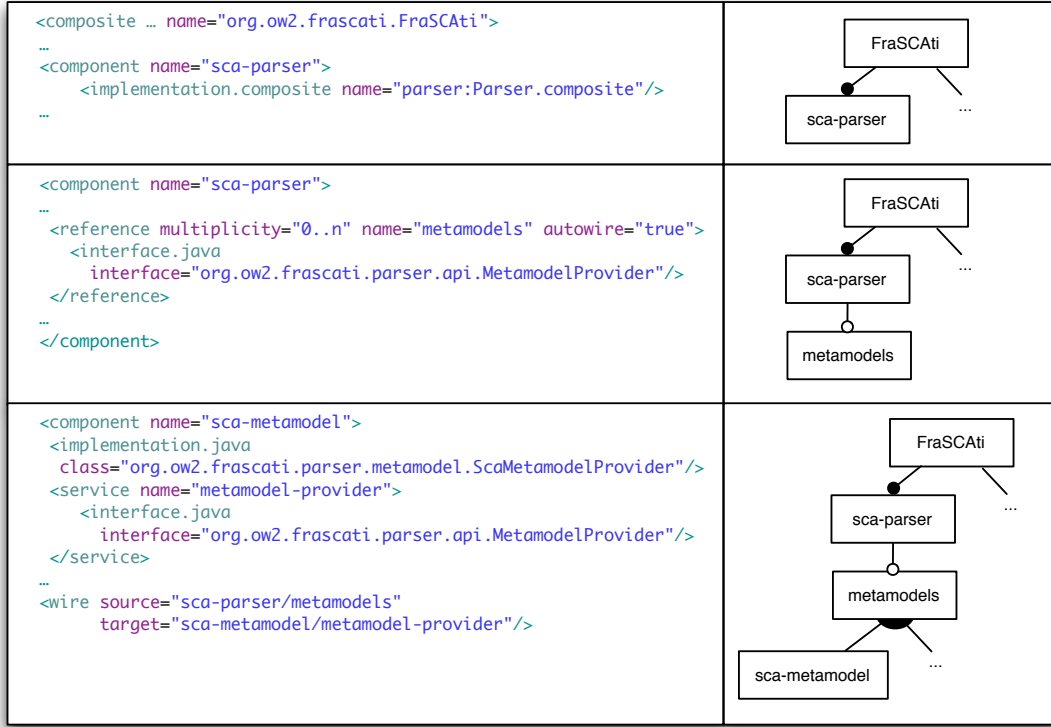 <composite … name="org.ow2.frascati.FraSCAti">
…
<component name="sca-parser">
<implementation.composite name="parser:Parser.composite"/>
…
FraSCAti
sca-parser
...
<component name="sca-parser">
…
<reference multiplicity="0..n" name="metamodels" autowire="true">
<interface.java
interface="org.ow2.frascati.parser.api.MetamodelProvider"/>
</reference>
…
</component>
FraSCAti
...
sca-parser
metamodels
<component name="sca-metamodel">
<implementation.java
class="org.ow2.frascati.parser.metamodel.ScaMetamodelProvider"/>
<service name="metamodel-provider">
<interface.java
interface="org.ow2.frascati.parser.api.MetamodelProvider"/>
</service>
…
<wire source="sca-parser/metamodels"
target="sca-metamodel/metamodel-provider"/>
FraSCAti
...
sca-parser
metamodels
...
sca-metamodel